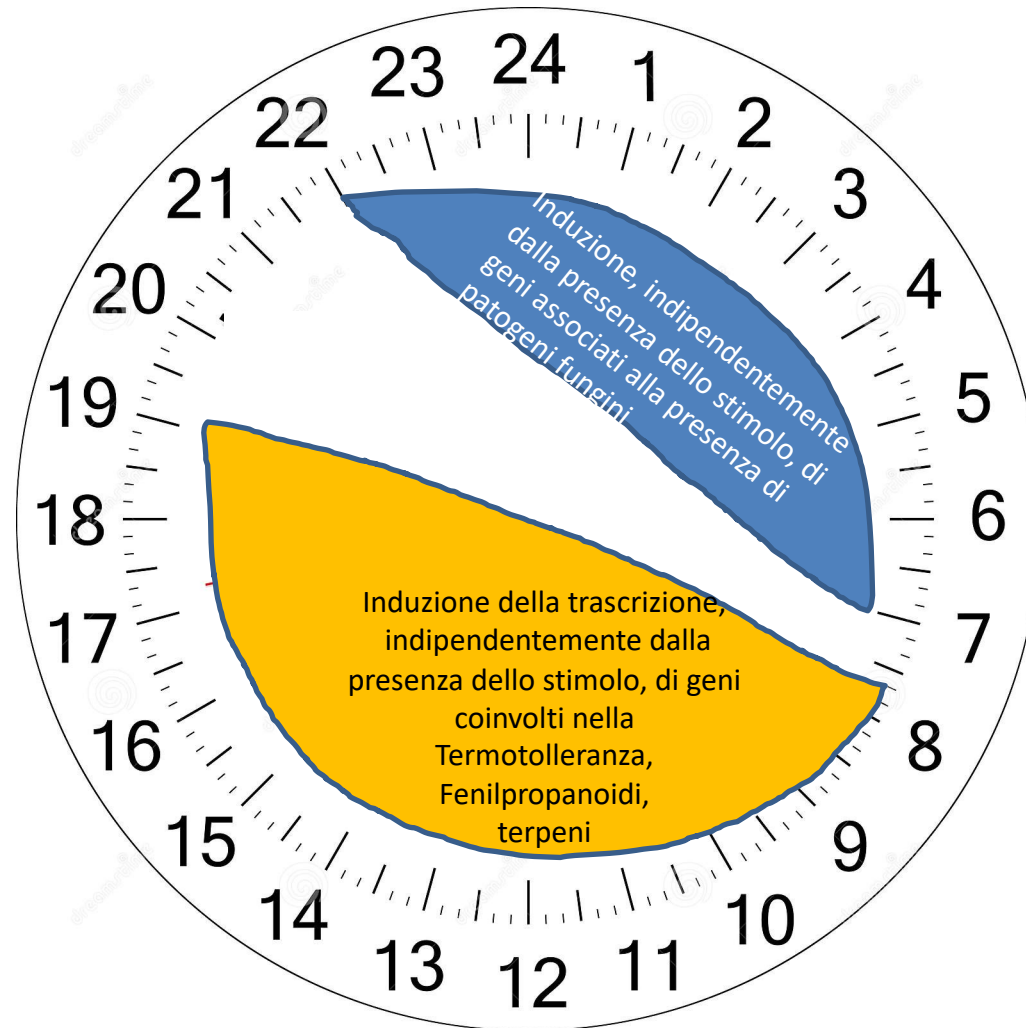 24
1
2
3
4
5
6
7
8
9
10
11
12
13
14
15
16
17
18
19
20
21
22
23
Induzione, indipendentemente
dalla presenza dello stimolo, di
geni associati alla presenza di
patogeni fungini
Induzione della trascrizione,
indipendentemente dalla
presenza dello stimolo, di geni
coinvolti nella
Termotolleranza,
Fenilpropanoidi,
terpeni